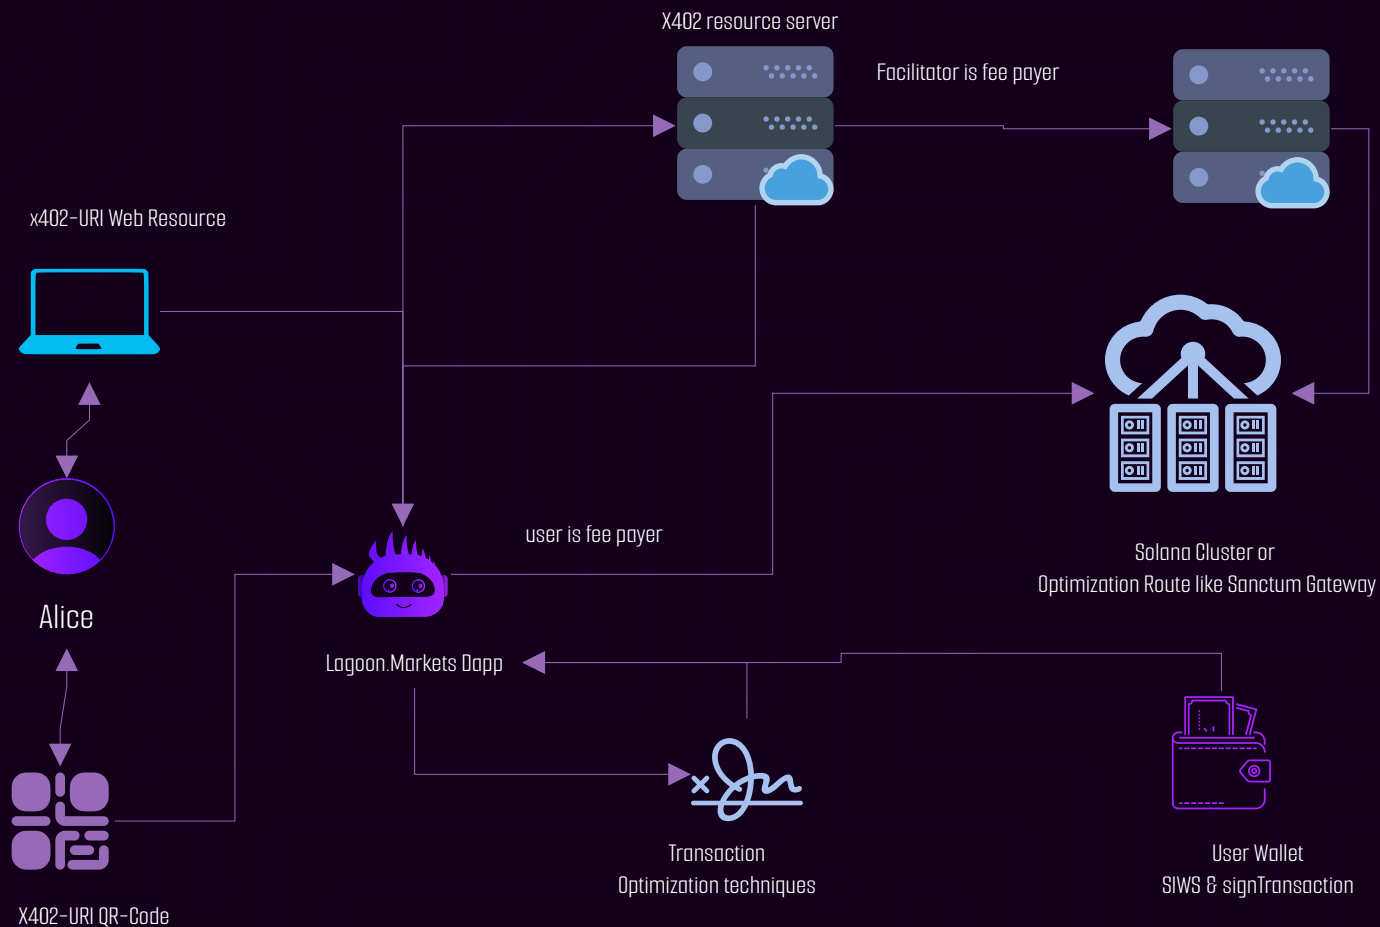 X402 resource server
Facilitator is fee payer
x402-URI Web Resource
user is fee payer
Solana Cluster or
Optimization Route like Sanctum Gateway
Alice
Lagoon.Markets Dapp
Transaction
Optimization techniques
User Wallet
SIWS & signTransaction
X402-URI QR-Code